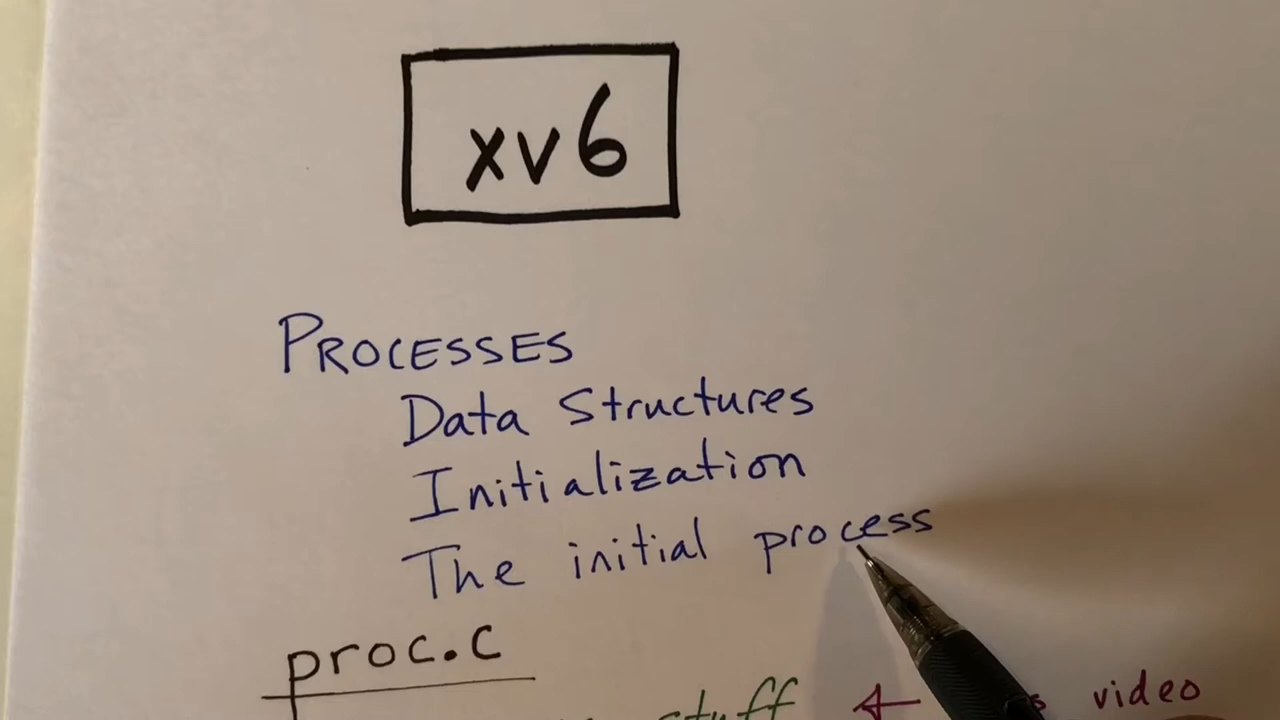 xv6
PROCESSES
Data Structures
Initialization
The initial process
proc.c
stuff ← video